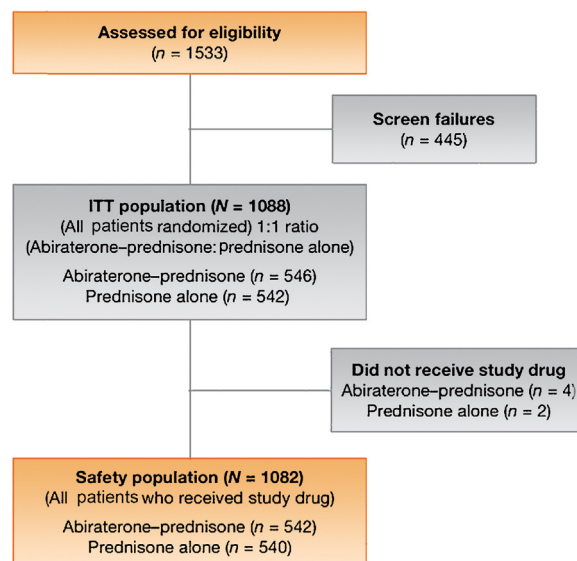 Assessed for eligibility
(n = 1533)
Screen failures
(n = 445)
ITT population (N = 1088)
(All patients randomized) 1:1 ratio
(Abiraterone–prednisone: prednisone alone)
Abiraterone–prednisone (n = 546)
Prednisone alone (n = 542)
Did not receive study drug
Abiraterone–prednisone (n = 4)
Prednisone alone (n = 2)
Safety population (N = 1082)
(All patients who received study drug)
Abiraterone–prednisone (n = 542)
Prednisone alone (n = 540)